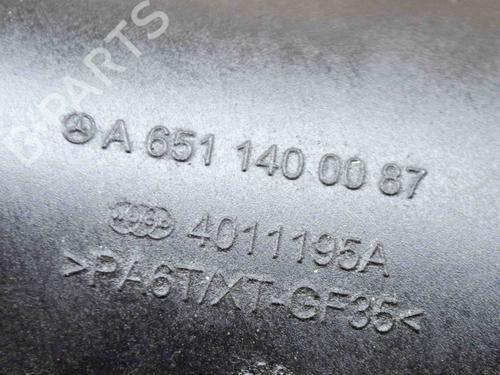 B-PARTS
A 651 140 00 87
4011195A
>PA6T/XT-GF35<